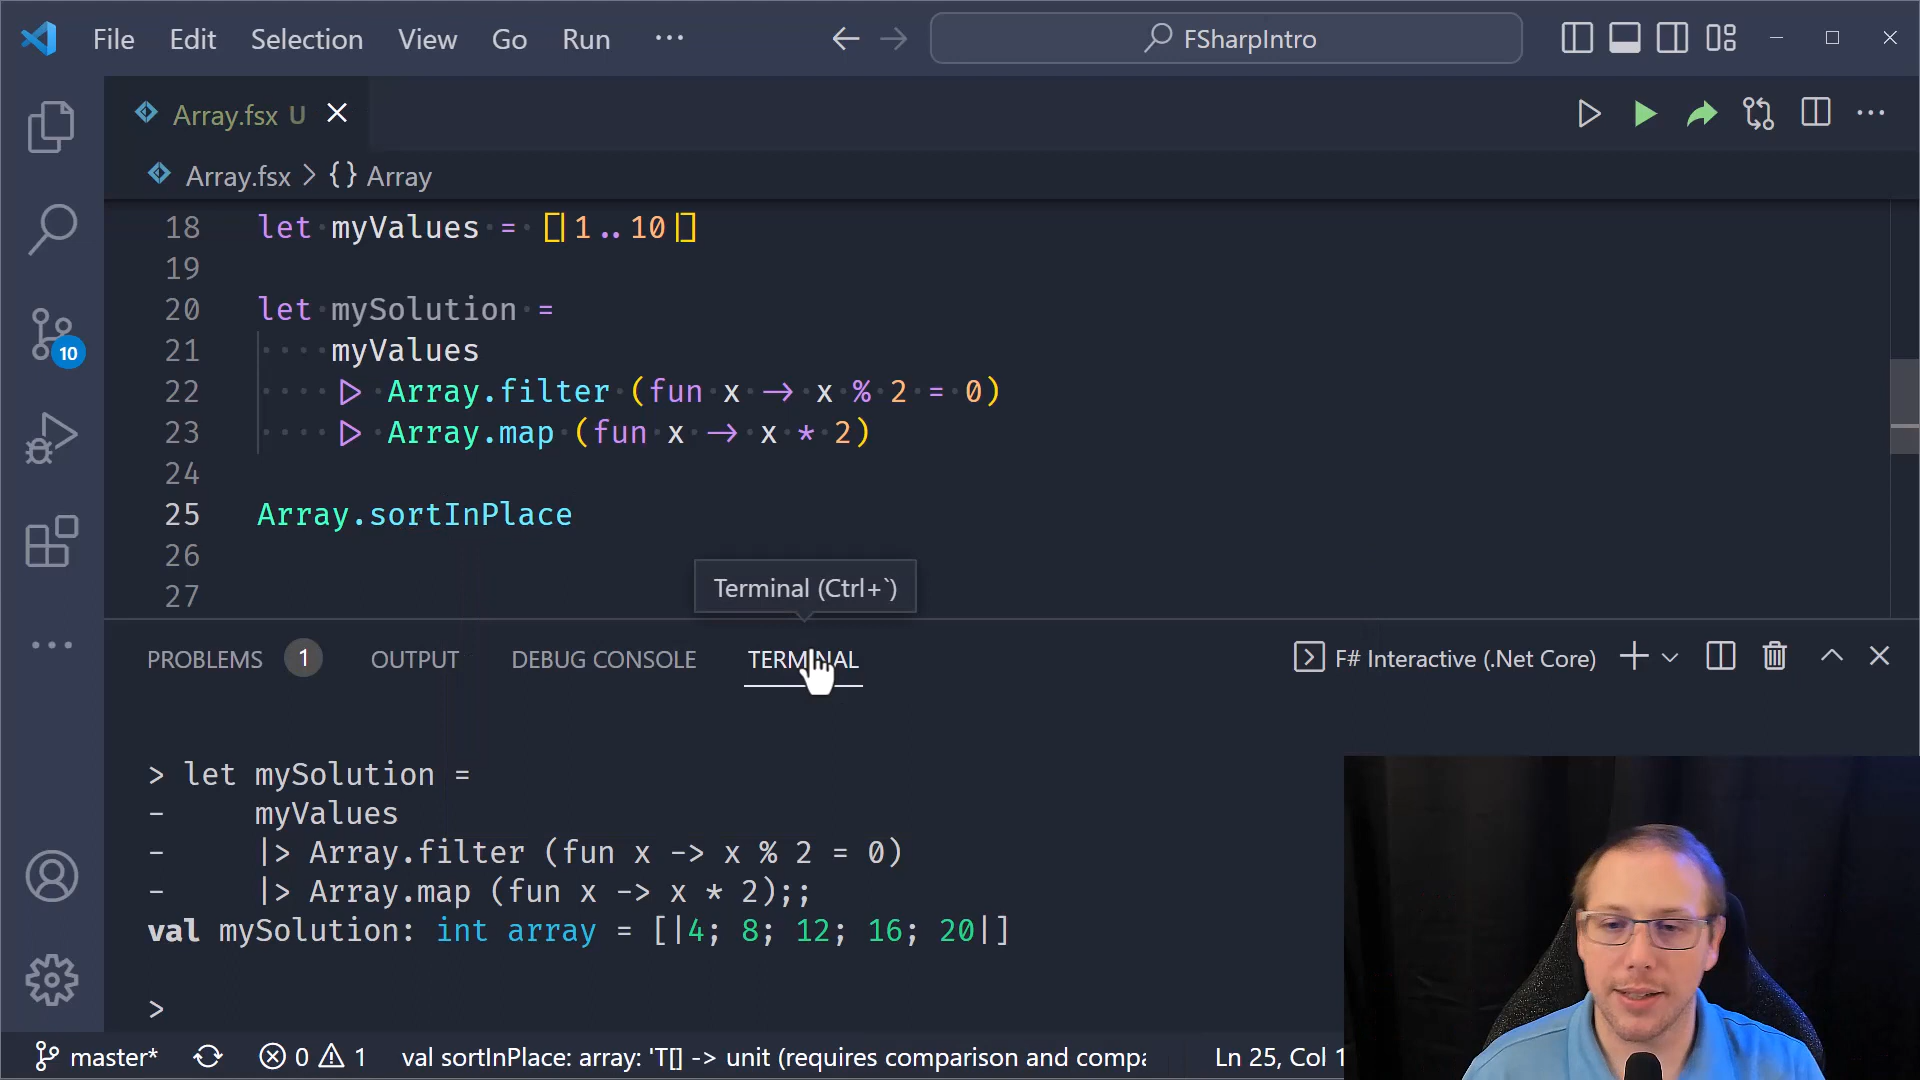 File Edit Selection View Go Run ··· FSharpIntro
Array.fsx U
Array.fsx > {} Array
18 let myValues = [|1..10|]
19
20 let mySolution =
21 myValues
22 |> Array.filter (fun x -> x % 2 = 0)
23 |> Array.map (fun x -> x * 2)
24
25 Array.sortInPlace
26
27
Terminal (Ctrl+`)
PROBLEMS 1 OUTPUT DEBUG CONSOLE TERMINAL F# Interactive (.Net Core)
> let mySolution =
- myValues
- |> Array.filter (fun x -> x % 2 = 0)
- |> Array.map (fun x -> x * 2);;
val mySolution: int array = [|4; 8; 12; 16; 20|]
>
10
master* 0 1 val sortInPlace: array: 'T[] -> unit (requires comparison and compa Ln 25, Col 1